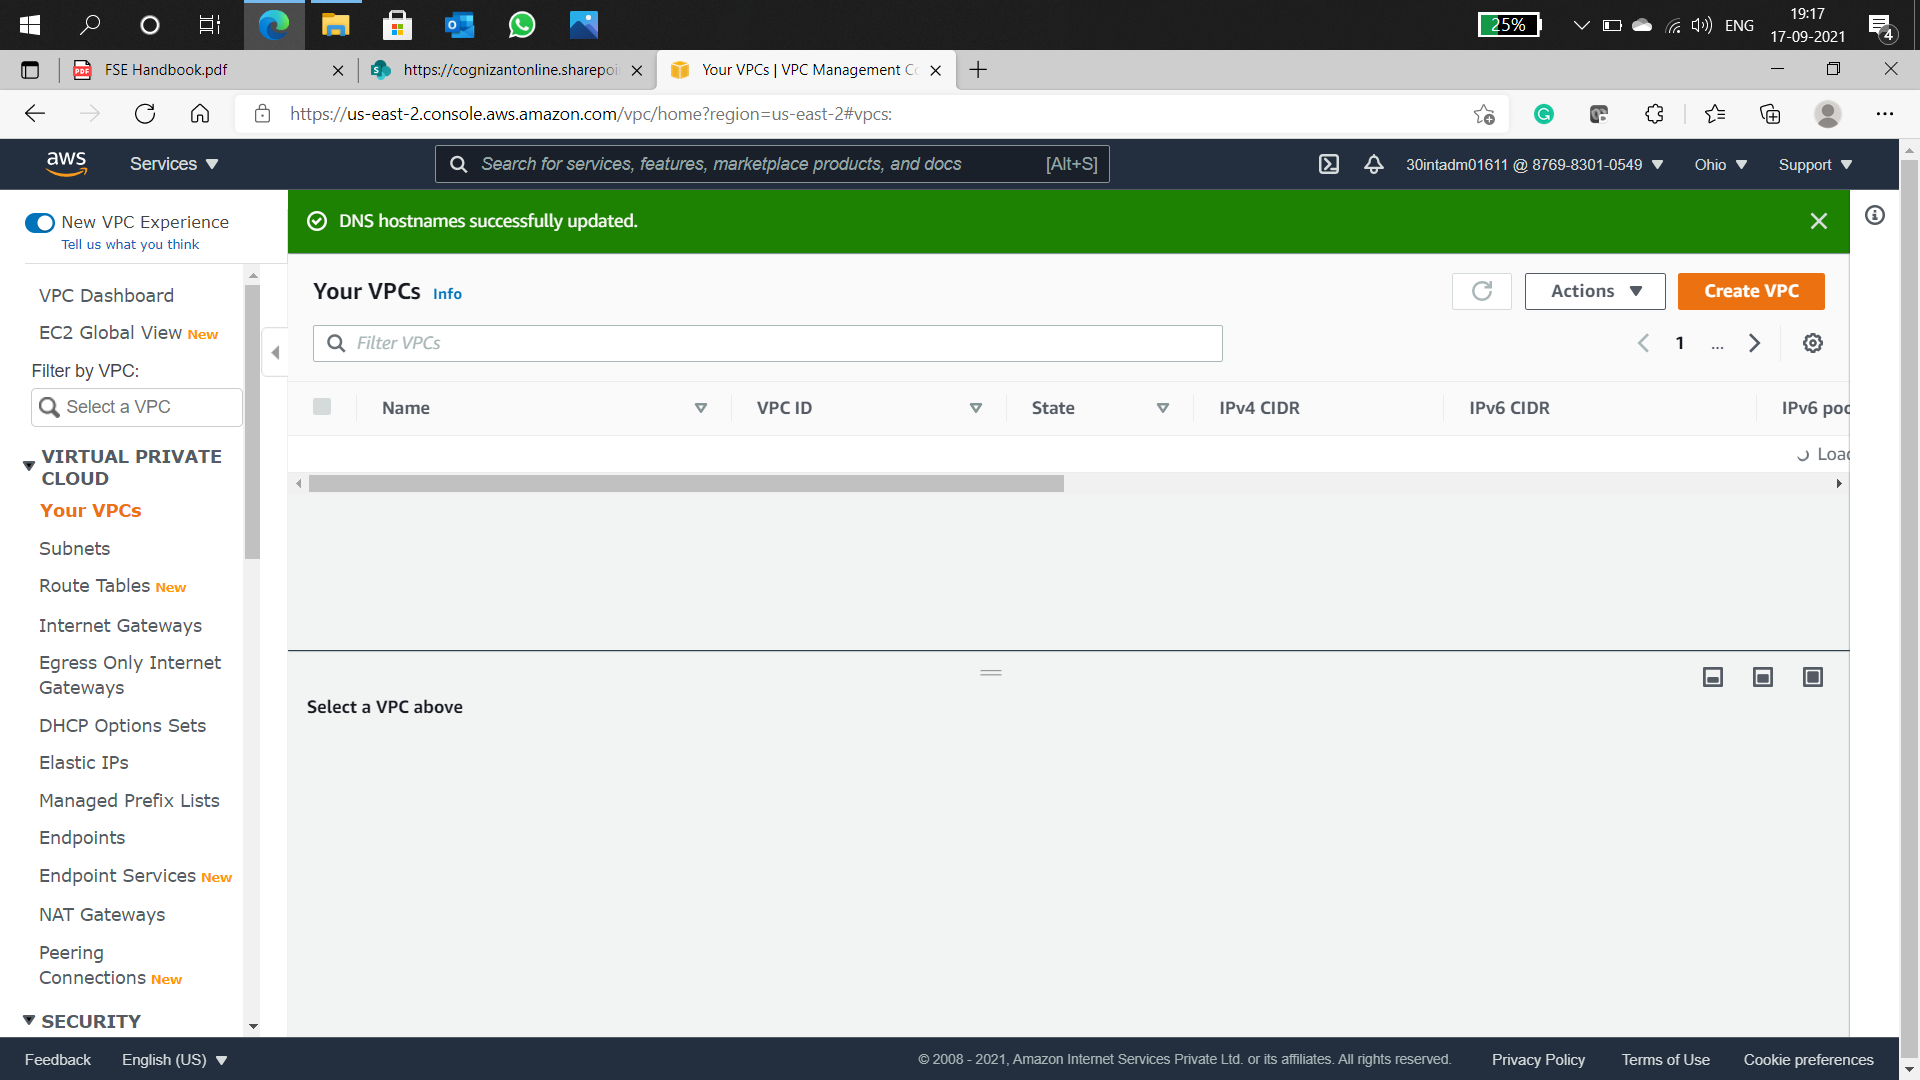 25%
ENG
19:17
17-09-2021
4
FSE Handbook.pdf
https://cognizantonline.sharepoi
Your VPCs | VPC Management Co
https://us-east-2.console.aws.amazon.com/vpc/home?region=us-east-2#vpcs:
aws
Services
Search for services, features, marketplace products, and docs
[Alt+S]
30intadm01611 @ 8769-8301-0549
Ohio
Support
New VPC Experience
Tell us what you think
DNS hostnames successfully updated.
VPC Dashboard
EC2 Global View New
Filter by VPC:
Select a VPC
VIRTUAL PRIVATE
CLOUD
Your VPCs
Subnets
Route Tables New
Internet Gateways
Egress Only Internet
Gateways
DHCP Options Sets
Elastic IPs
Managed Prefix Lists
Endpoints
Endpoint Services New
NAT Gateways
Peering
Connections New
SECURITY
Your VPCs Info
Actions
Create VPC
Filter VPCs
1
...
Name
VPC ID
State
IPv4 CIDR
IPv6 CIDR
IPv6 poo
Load
Select a VPC above
Feedback
English (US)
© 2008 - 2021, Amazon Internet Services Private Ltd. or its affiliates. All rights reserved.
Privacy Policy
Terms of Use
Cookie preferences